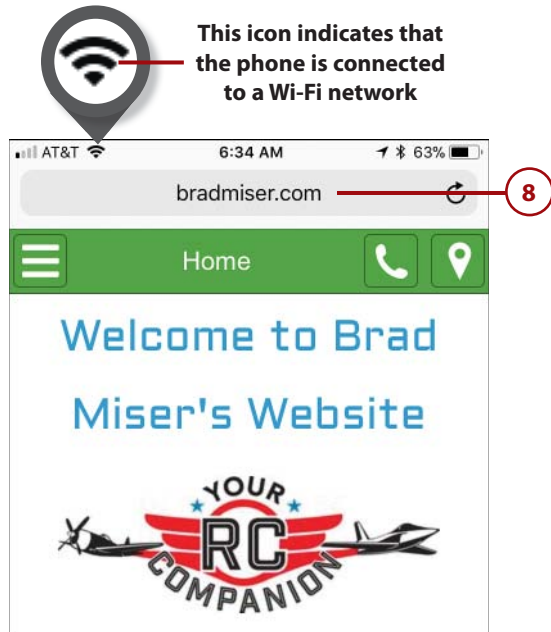 This icon indicates that
the phone is connected
to a Wi-Fi network
AT&T 6:34 AM 63%
bradmiser.com
8
Home
Welcome to Brad
Miser's Website
YOUR
RC
COMPANION